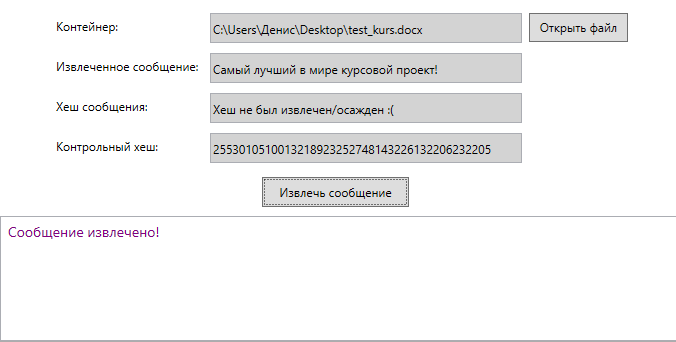 Контейнер: C:\Users\Денис\Desktop\test_kurs.docx Открыть файл
Извлеченное сообщение: Самый лучший в мире курсовой проект!
Хеш сообщения: Хеш не был извлечен/осажден :(
Контрольный хеш: 2553010510013218923252748143226132206232205
Извлечь сообщение
Сообщение извлечено!